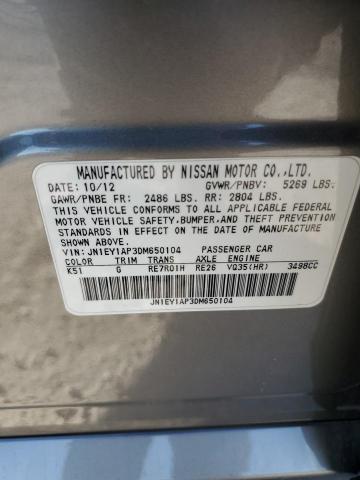 MANUFACTURED BY NISSAN MOTOR CO.,LTD.
DATE: 10/12 GVWR/PNBV: 5269 LBS.
GAWR/PNBE FR: 2486 LBS. RR: 2804 LBS.
THIS VEHICLE CONFORMS TO ALL APPLICABLE FEDERAL
MOTOR VEHICLE SAFETY,BUMPER,AND THEFT PREVENTION
STANDARDS IN EFFECT ON THE DATE OF MANUFACTURE
SHOWN ABOVE.
VIN: JN1EY1AP3DM650104 PASSENGER CAR
COLOR TRIM TRANS AXLE ENGINE
K51 G RE7R01H RE26 VQ35(HR) 3498CC
JN1EY1AP3DM650104